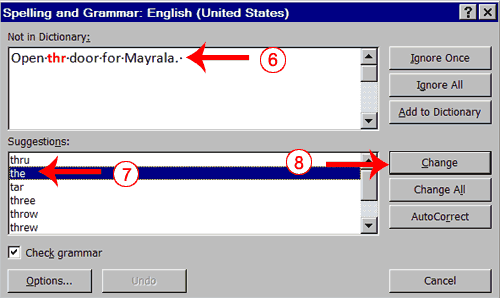 Spelling and Grammar: English (United States)
Not in Dictionary:
Open·thr·door·for·Mayrala.·
6
Ignore Once
Ignore All
Add to Dictionary
Suggestions:
thru
the
tar
three
throw
threw
7
8
Change
Change All
AutoCorrect
Check grammar
Options...
Undo
Cancel